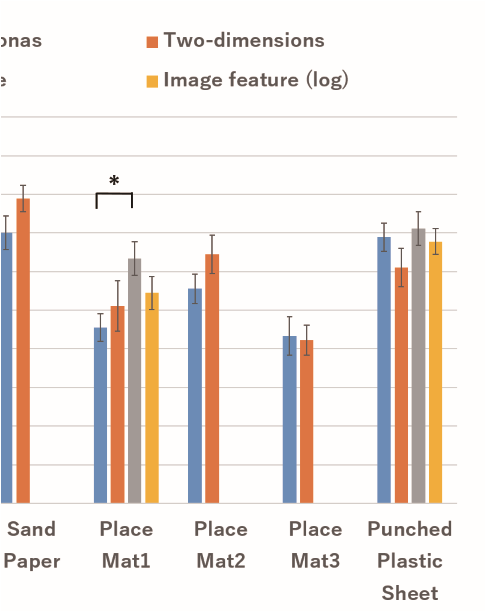 Two-dimensions
Image feature (log)
*
Sand Paper
Place Mat1
Place Mat2
Place Mat3
Punched Plastic Sheet